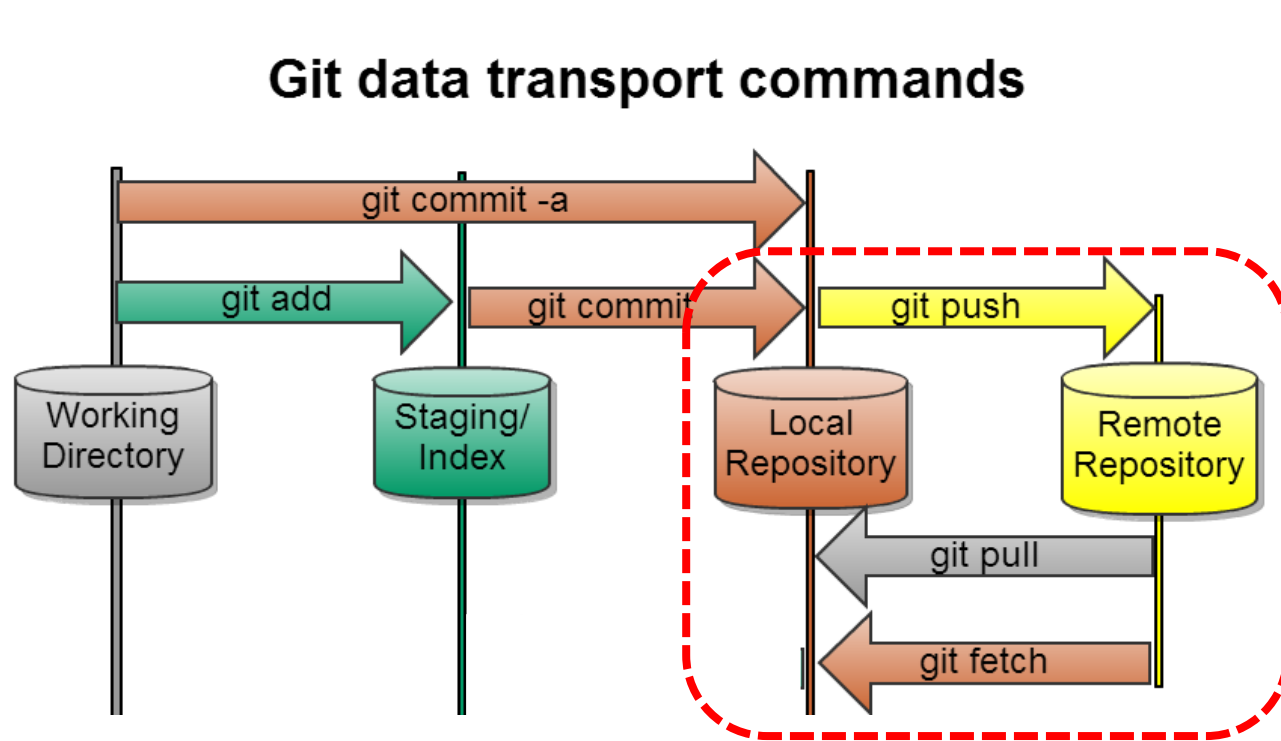 Git data transport commands
git commit -a
git add
git commit
git push
Working
Directory
Staging/
Index
Local
Repository
Remote
Repository
git pull
git fetch